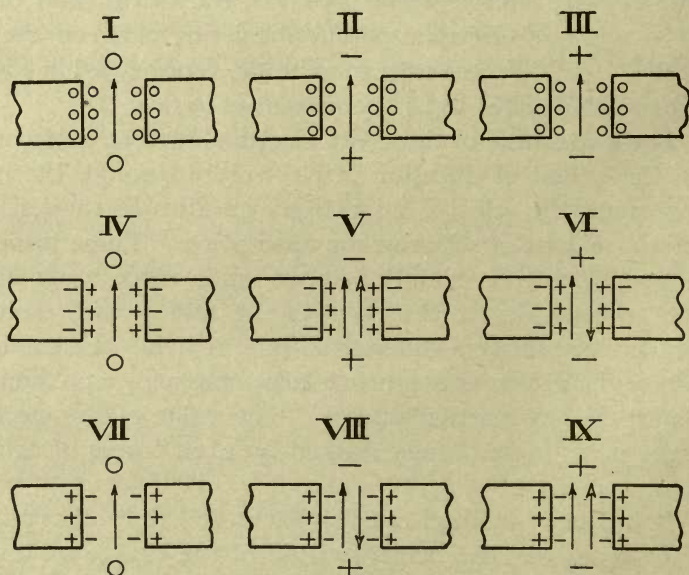 I II III
O − +
o o o o o o o o o o o o
o o o o o o o o o o o o
o o o o o o o o o o o o
O + −
IV V VI
O − +
− + + − − + + − − + + −
− + + − − + + − − + + −
− + + − − + + − − + + −
O + −
VII VIII IX
O − +
+ − − + + − − + + − − +
+ − − + + − − + + − − +
+ − − + + − − + + − − +
O + −